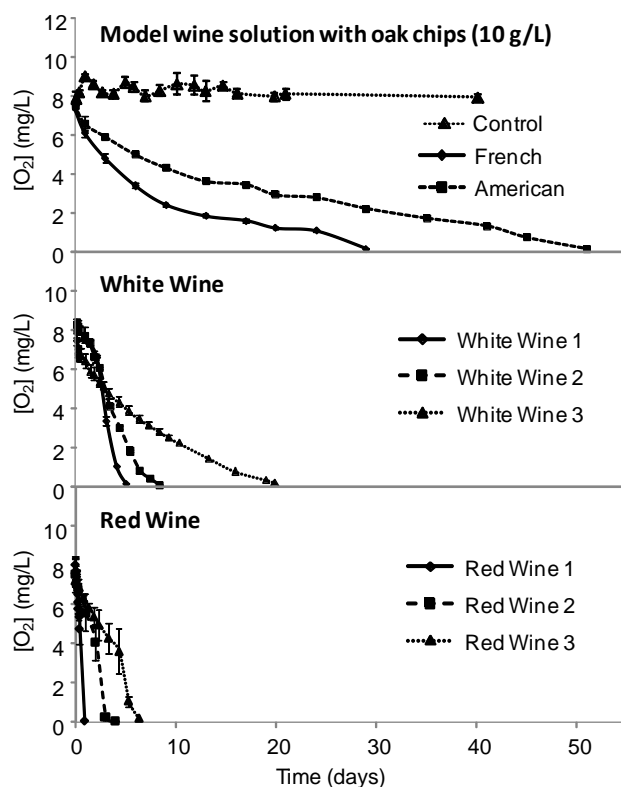 Model wine solution with oak chips (10 g/L)
[O₂] (mg/L)
12
10
8
6
4
2
0
Control
French
American
White Wine
[O₂] (mg/L)
10
8
6
4
2
0
White Wine 1
White Wine 2
White Wine 3
Red Wine
[O₂] (mg/L)
10
8
6
4
2
0
Red Wine 1
Red Wine 2
Red Wine 3
0 10 20 30 40 50
Time (days)